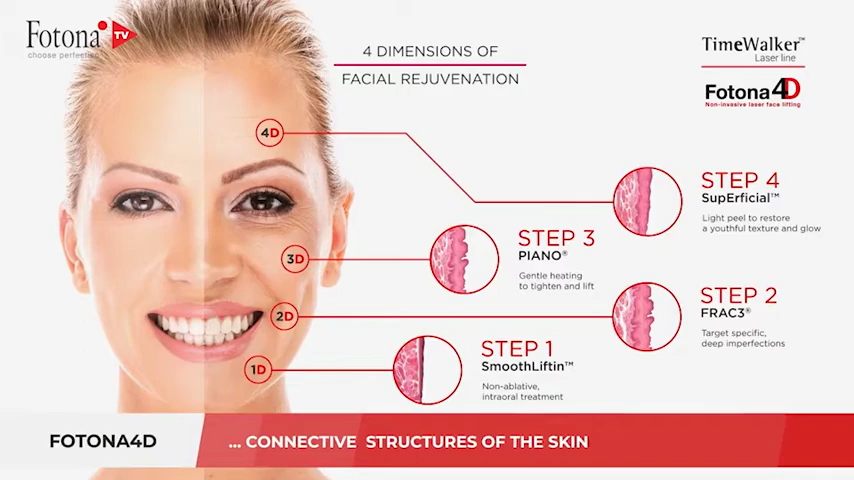 Fotona
TV
choose perfection
4 DIMENSIONS OF
FACIAL REJUVENATION
TimeWalker™
Laser line
Fotona4D
Non-invasive laser face lifting
4D
STEP 4
SupErficial™
Light peel to restore
a youthful texture and glow
3D
STEP 3
PIANO®
Gentle heating
to tighten and lift
2D
STEP 2
FRAC3®
Target specific,
deep imperfections
1D
STEP 1
SmoothLiftin™
Non-ablative,
intraoral treatment
FOTONA4D
... CONNECTIVE STRUCTURES OF THE SKIN